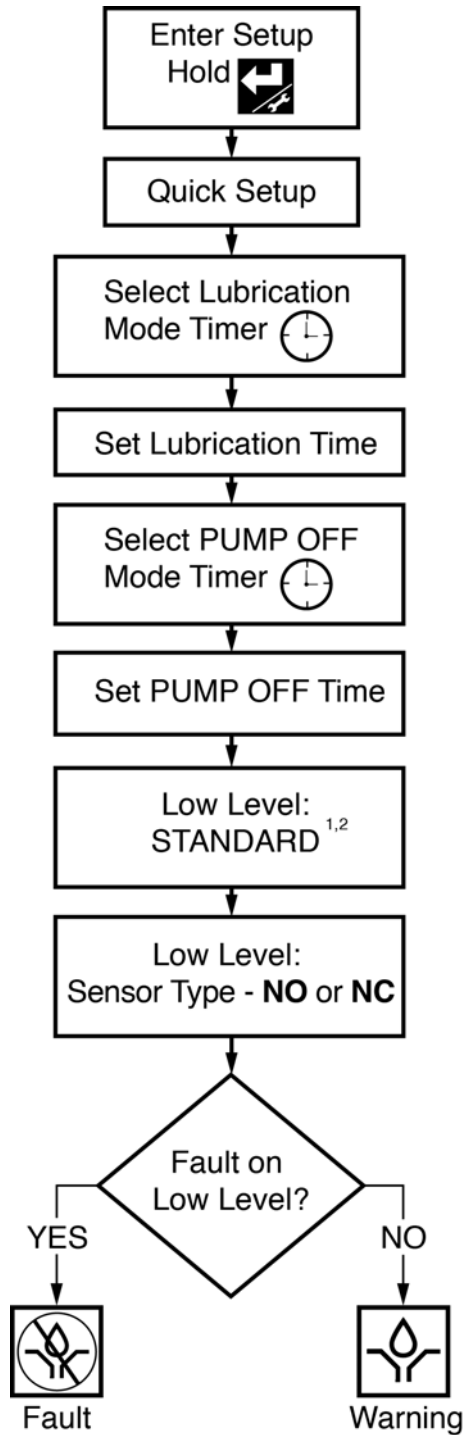 Enter Setup
Hold
Quick Setup
Select Lubrication
Mode Timer
Set Lubrication Time
Select PUMP OFF
Mode Timer
Set PUMP OFF Time
Low Level:
STANDARD 1,2
Low Level:
Sensor Type - NO or NC
Fault on
Low Level?
YES
NO
Fault
Warning